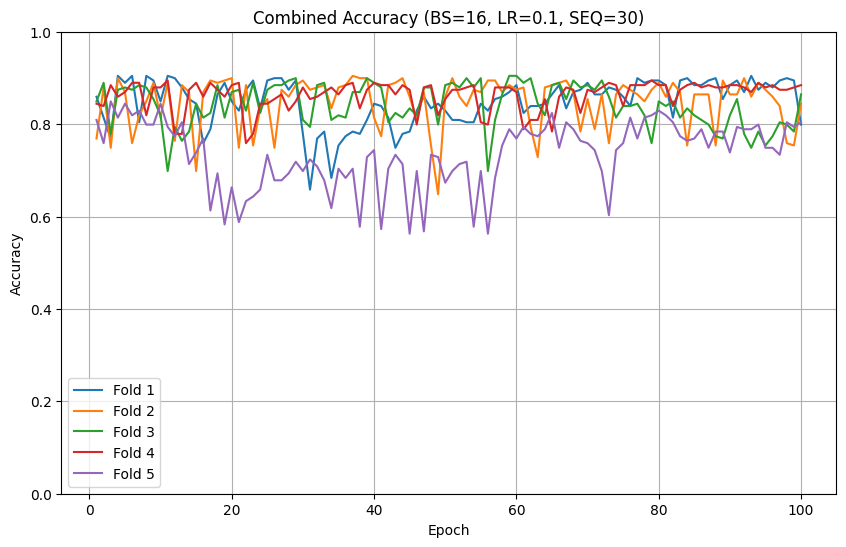 Combined Accuracy (BS=16, LR=0.1, SEQ=30)
1.0
0.8
0.6
0.4
0.2
0.0
Accuracy
Fold 1
Fold 2
Fold 3
Fold 4
Fold 5
0 20 40 60 80 100
Epoch